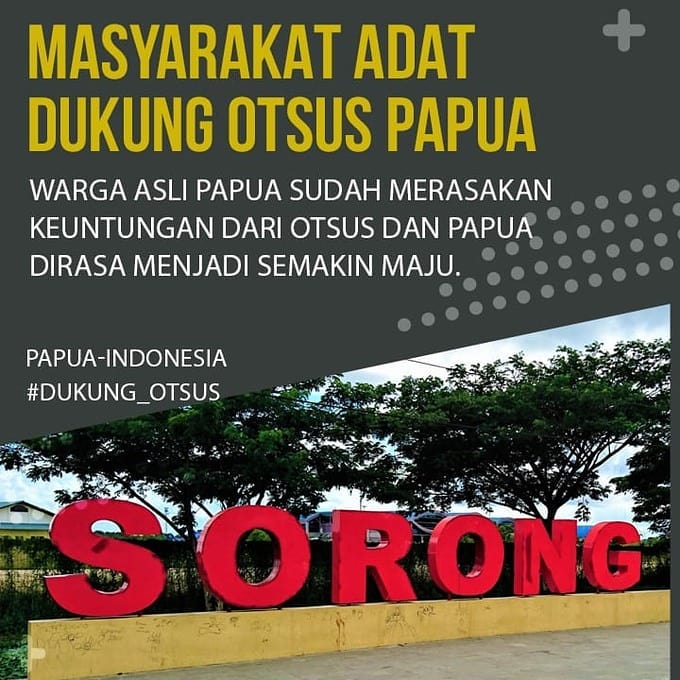 MASYARAKAT ADAT
DUKUNG OTSUS PAPUA
WARGA ASLI PAPUA SUDAH MERASAKAN
KEUNTUNGAN DARI OTSUS DAN PAPUA
DIRASA MENJADI SEMAKIN MAJU.
PAPUA-INDONESIA
#DUKUNG_OTSUS
SORONG